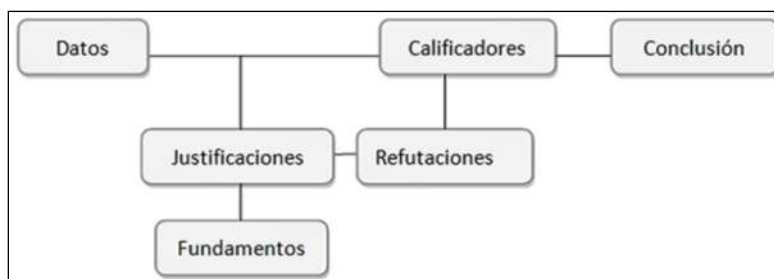 Datos
Calificadores
Conclusión
Justificaciones
Refutaciones
Fundamentos